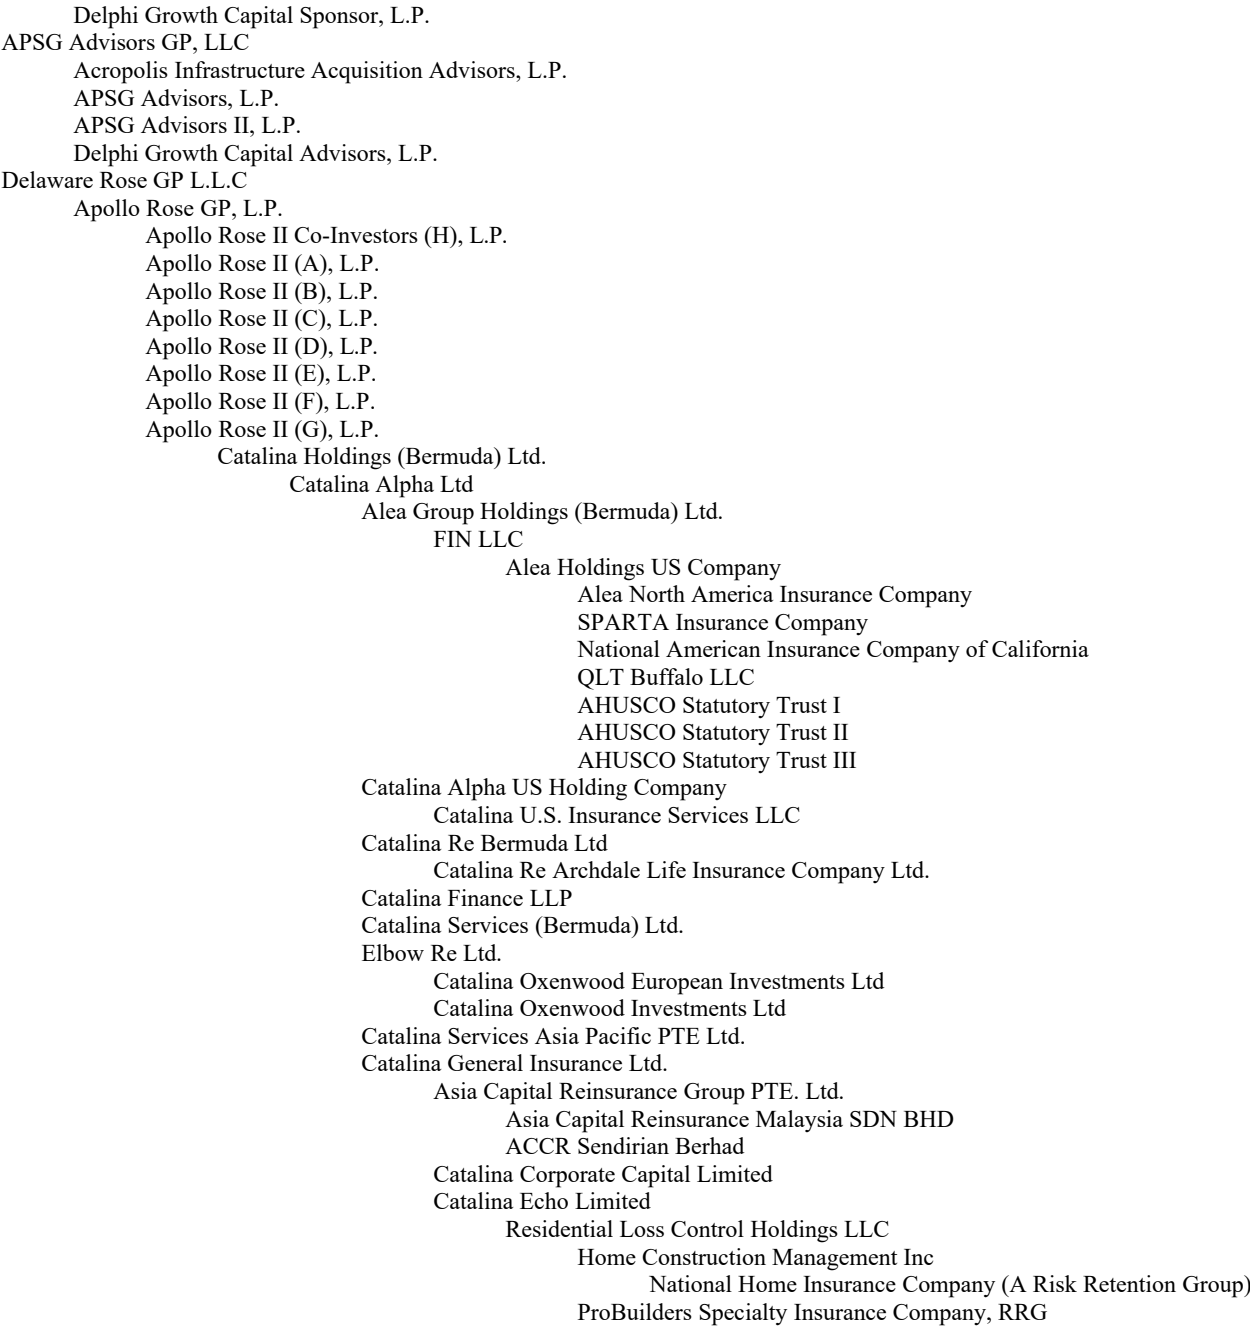 Delphi Growth Capital Sponsor, L.P.
APSG Advisors GP, LLC
Acropolis Infrastructure Acquisition Advisors, L.P.
APSG Advisors, L.P.
APSG Advisors II, L.P.
Delphi Growth Capital Advisors, L.P.
Delaware Rose GP L.L.C
Apollo Rose GP, L.P.
Apollo Rose II Co-Investors (H), L.P.
Apollo Rose II (A), L.P.
Apollo Rose II (B), L.P.
Apollo Rose II (C), L.P.
Apollo Rose II (D), L.P.
Apollo Rose II (E), L.P.
Apollo Rose II (F), L.P.
Apollo Rose II (G), L.P.
Catalina Holdings (Bermuda) Ltd.
Catalina Alpha Ltd
Alea Group Holdings (Bermuda) Ltd.
FIN LLC
Alea Holdings US Company
Alea North America Insurance Company
SPARTA Insurance Company
National American Insurance Company of California
QLT Buffalo LLC
AHUSCO Statutory Trust I
AHUSCO Statutory Trust II
AHUSCO Statutory Trust III
Catalina Alpha US Holding Company
Catalina U.S. Insurance Services LLC
Catalina Re Bermuda Ltd
Catalina Re Archdale Life Insurance Company Ltd.
Catalina Finance LLP
Catalina Services (Bermuda) Ltd.
Elbow Re Ltd.
Catalina Oxenwood European Investments Ltd
Catalina Oxenwood Investments Ltd
Catalina Services Asia Pacific PTE Ltd.
Catalina General Insurance Ltd.
Asia Capital Reinsurance Group PTE. Ltd.
Asia Capital Reinsurance Malaysia SDN BHD
ACCR Sendirian Berhad
Catalina Corporate Capital Limited
Catalina Echo Limited
Residential Loss Control Holdings LLC
Home Construction Management Inc
National Home Insurance Company (A Risk Retention Group)
ProBuilders Specialty Insurance Company, RRG